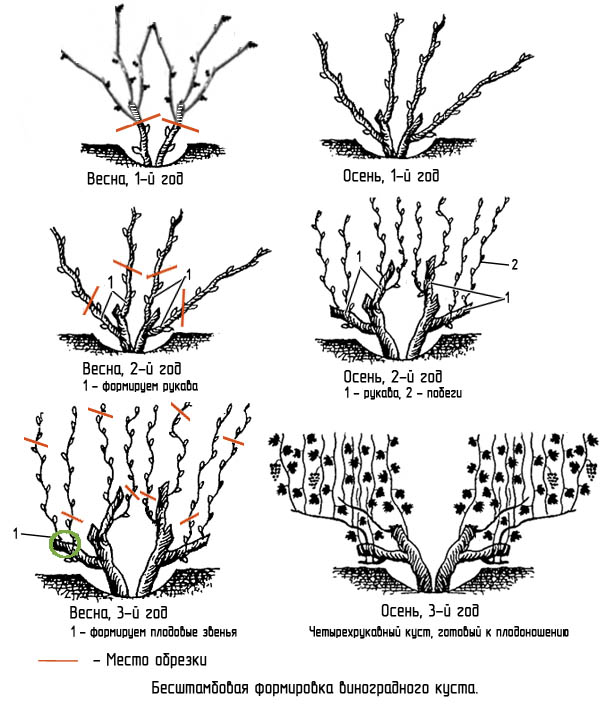 Весна, 1-й год
Осень, 1-й год
1
1
Весна, 2-й год
1 - формируем рукава
1
2
1
Осень, 2-й год
1 - рукава, 2 - побеги
1
Весна, 3-й год
1 - формируем плодовые звенья
Осень, 3-й год
Четырехрукавный куст, готовый к плодоношению
- Место обрезки
Бесштамбовая формировка виноградного куста.